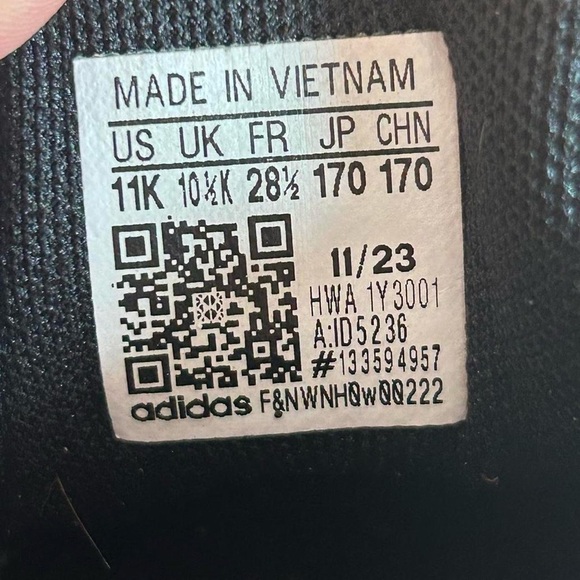 MADE IN VIETNAM
US UK FR JP CHN
11K 10½K 28½ 170 170
11/23
HWA 1Y3001
A:ID5236
#133594957
adidas F&NWNHQwQQ222